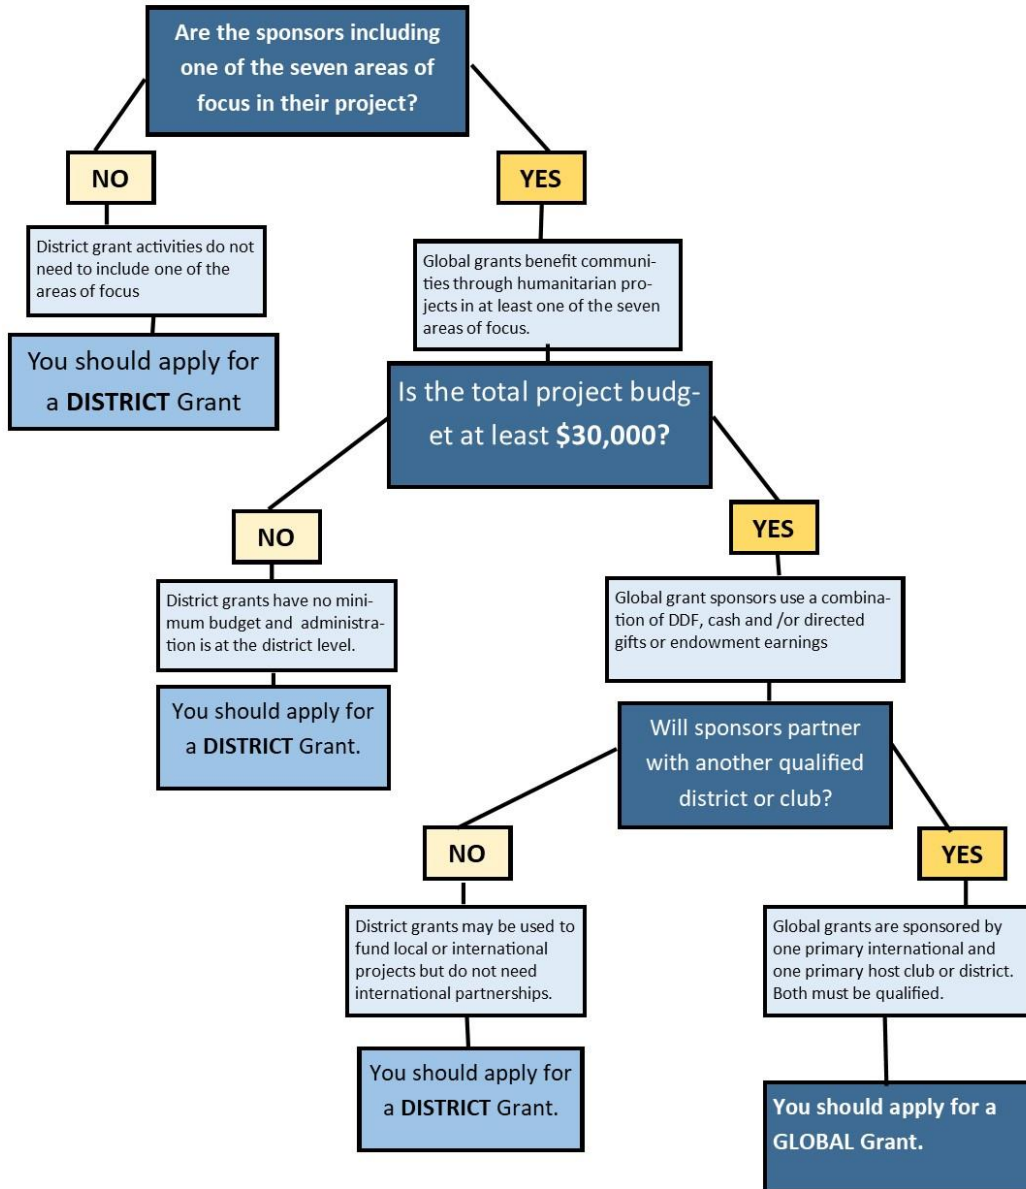 Are the sponsors including
one of the seven areas of
focus in their project?
NO
District grant activities do not
need to include one of the
areas of focus
You should apply for
a DISTRICT Grant
YES
Global grants benefit communi-
ties through humanitarian pro-
jects in at least one of the seven
areas of focus.
Is the total project budg-
et at least $30,000?
NO
District grants have no mini-
mum budget and administra-
tion is at the district level.
You should apply for
a DISTRICT Grant.
YES
Global grant sponsors use a combina-
tion of DDF, cash and /or directed
gifts or endowment earnings
Will sponsors partner
with another qualified
district or club?
NO
District grants may be used to
fund local or international
projects but do not need
international partnerships.
You should apply for
a DISTRICT Grant.
YES
Global grants are sponsored by
one primary international and
one primary host club or district.
Both must be qualified.
You should apply for a
GLOBAL Grant.